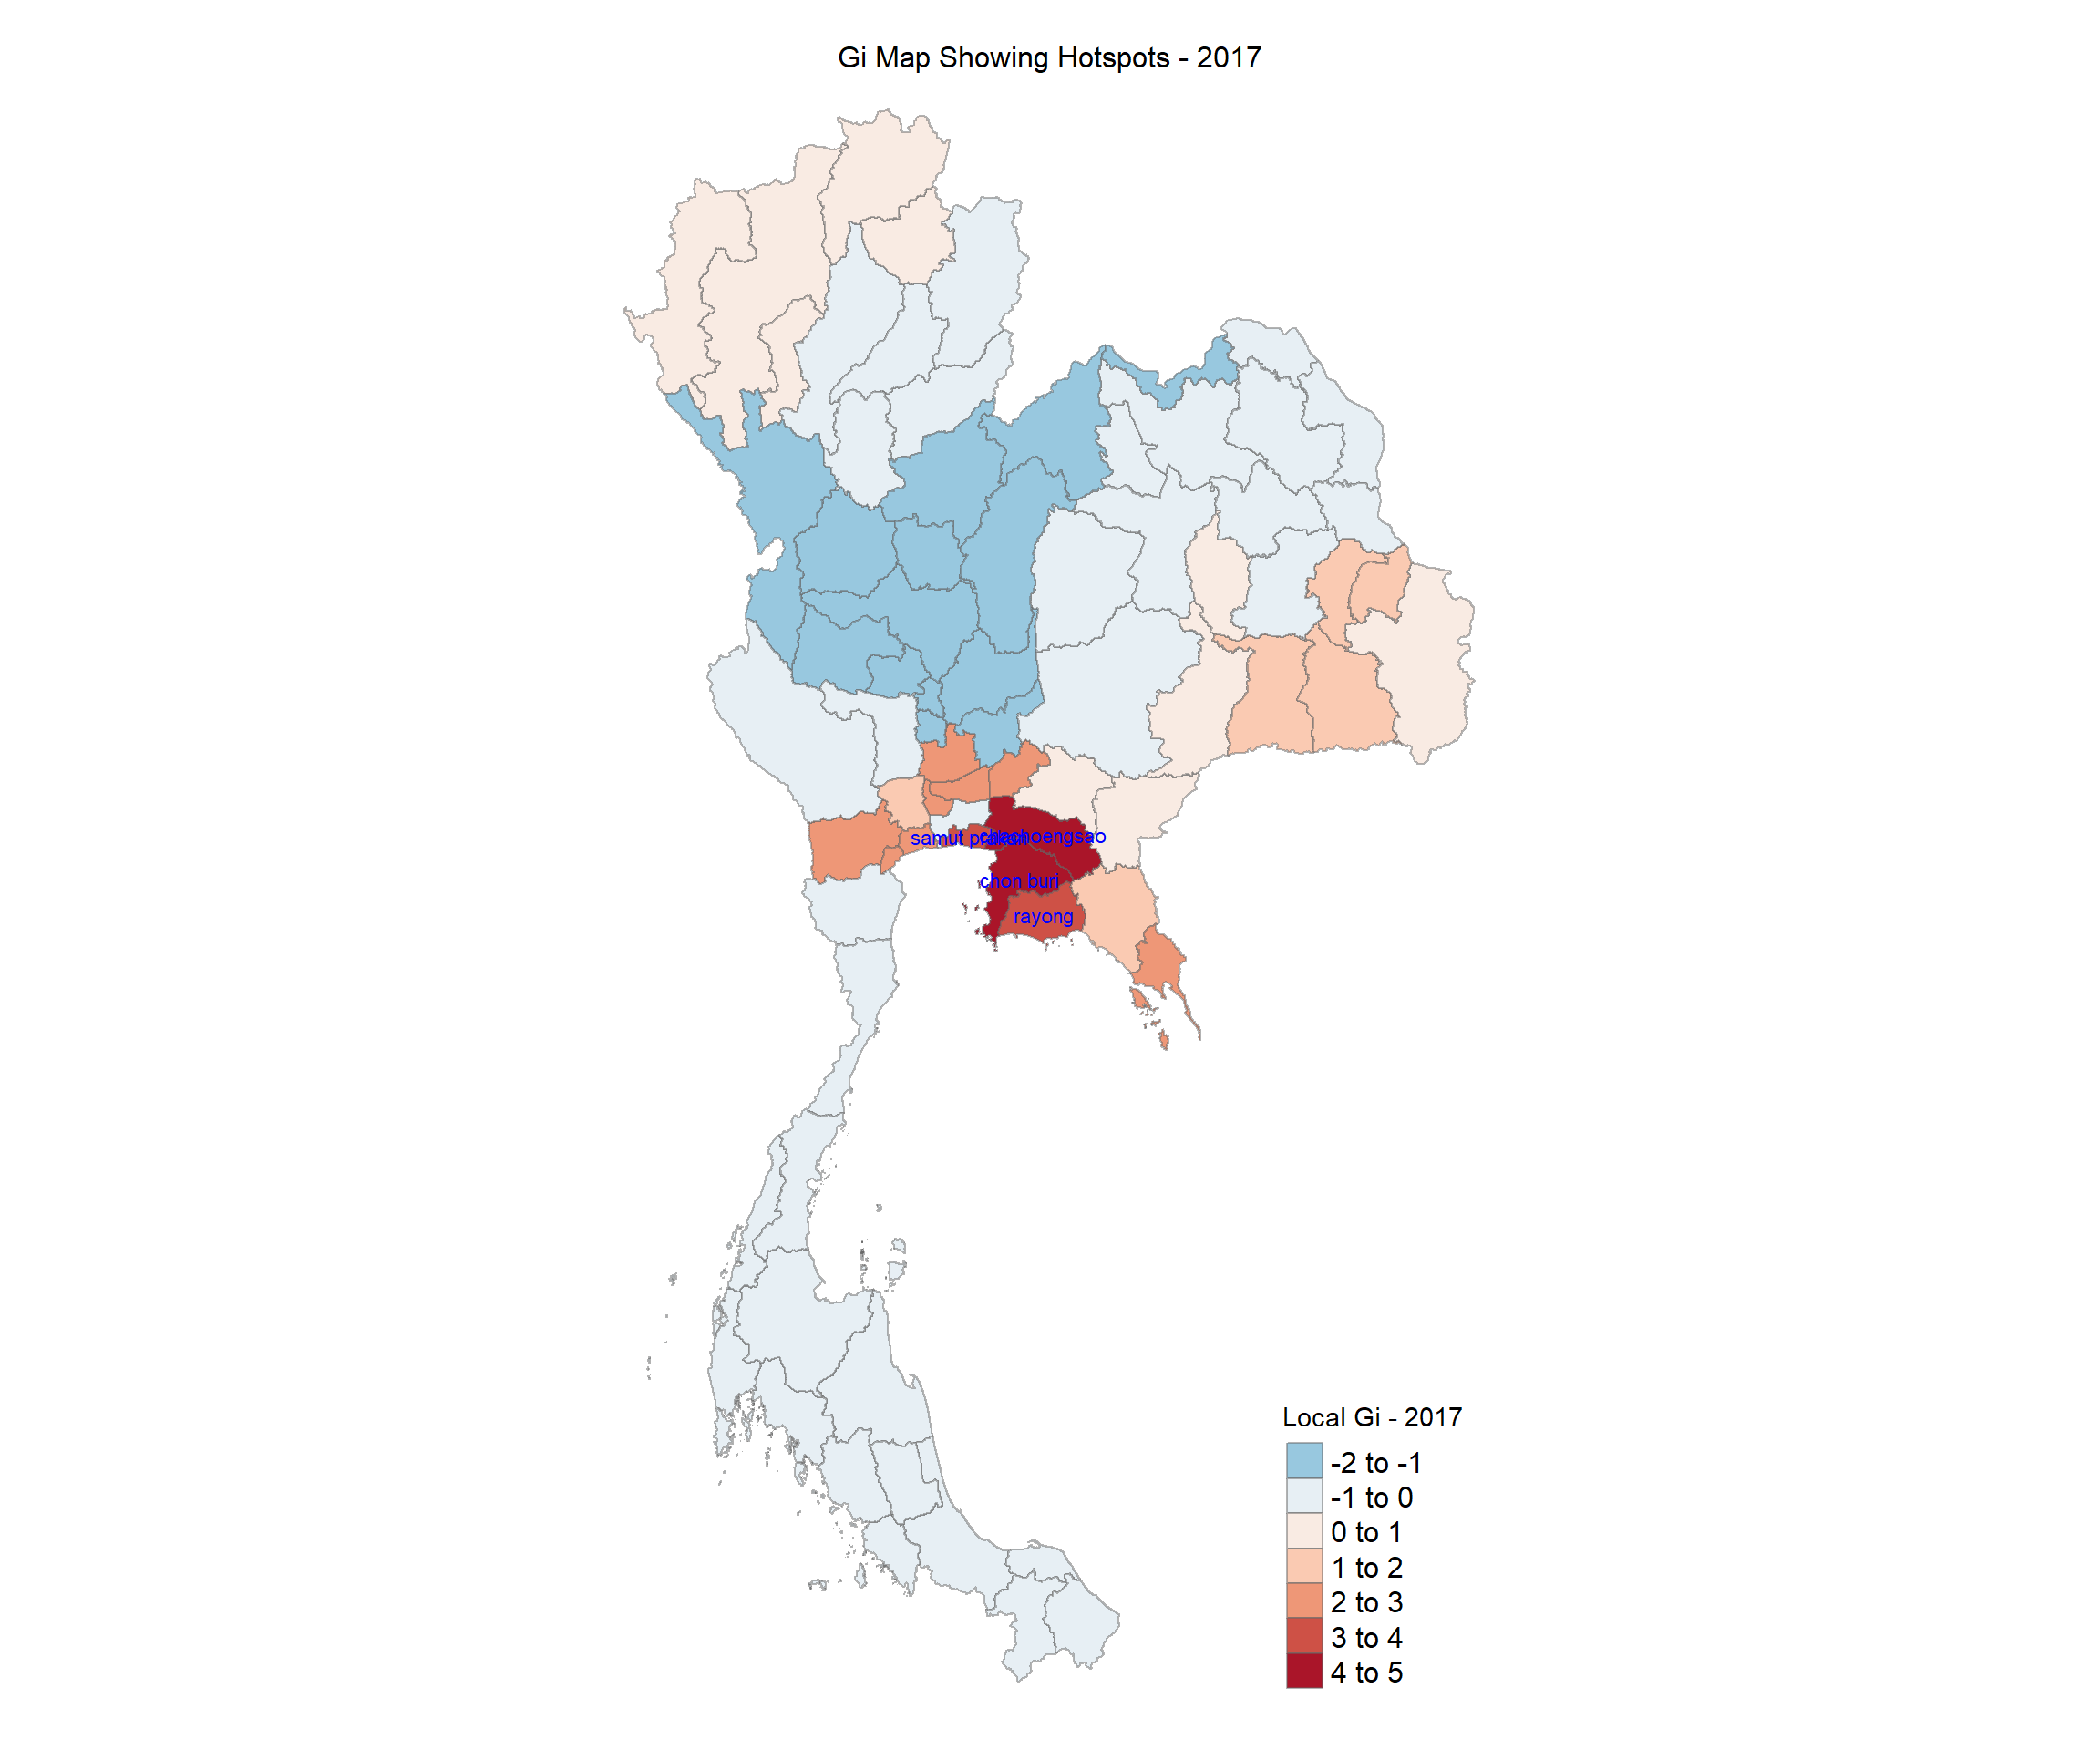 Gi Map Showing Hotspots - 2017
samut prakan
chachoengsao
chon buri
rayong
Local Gi - 2017
-2 to -1
-1 to 0
0 to 1
1 to 2
2 to 3
3 to 4
4 to 5